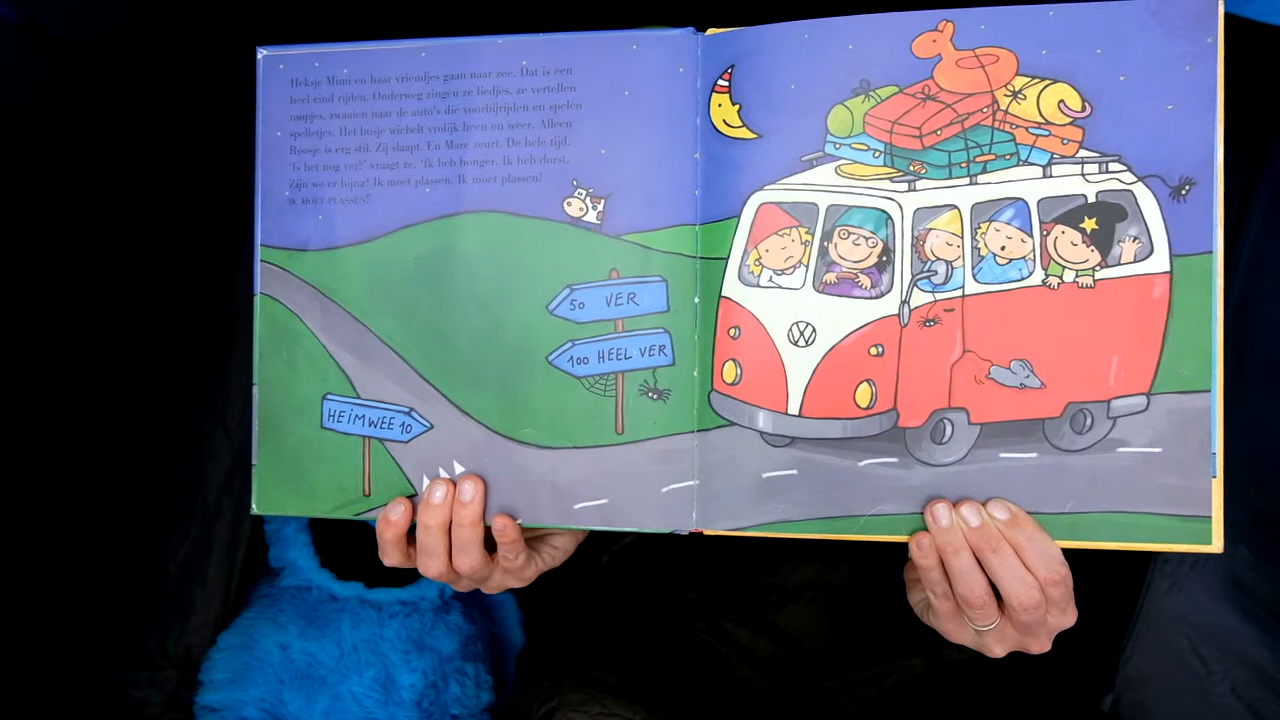 Heksje Mimi en haar vriendjes gaan naar zee. Dat is een
heel eind rijden. Onderweg zingen ze liedjes, ze vertellen
mopjes, zwaaien naar de auto's die voorbijrijden en spelen
spelletjes. Het busje wiebelt vrolijk heen en weer. Alleen
Roosje is erg stil. Zij slaapt. En Mare zeurt. De hele tijd.
'Is het nog ver?' vraagt ze. 'Ik heb honger. Ik heb dorst.
Zijn we er bijna? Ik moet plassen. Ik moet plassen!
IK MOET PLASSEN!'
50 VER
100 HEEL VER
HEIMWEE 10
VW